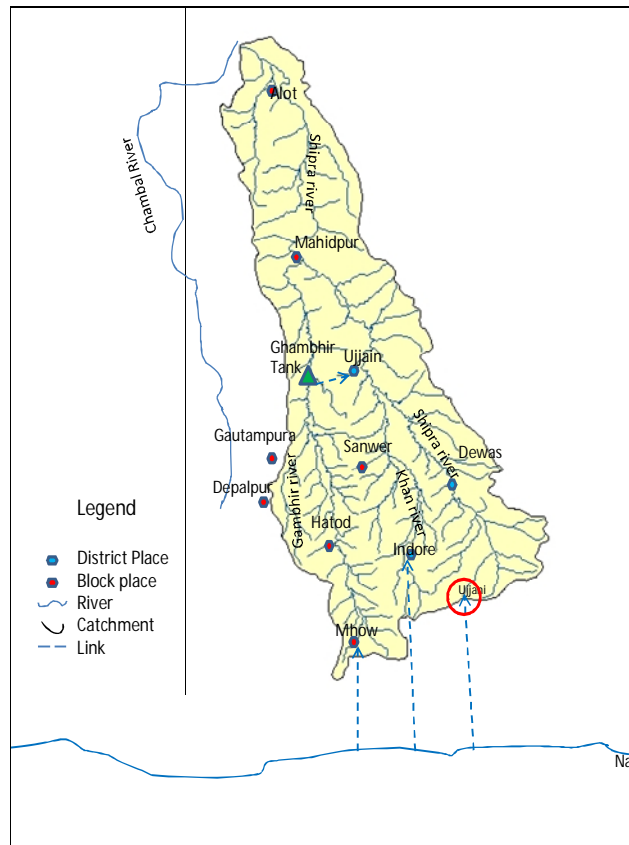 Alot
Chambal River
Shipra river
Mahidpur
Ghambhir
Tank
Ujjain
Gautampura
Sanwer
Shipra river
Dewas
Depalpur
Gambhir river
Khan river
Legend
Hatod
Indore
District Place
Block place
River
Catchment
Link
Ujjani
Mhow
Na